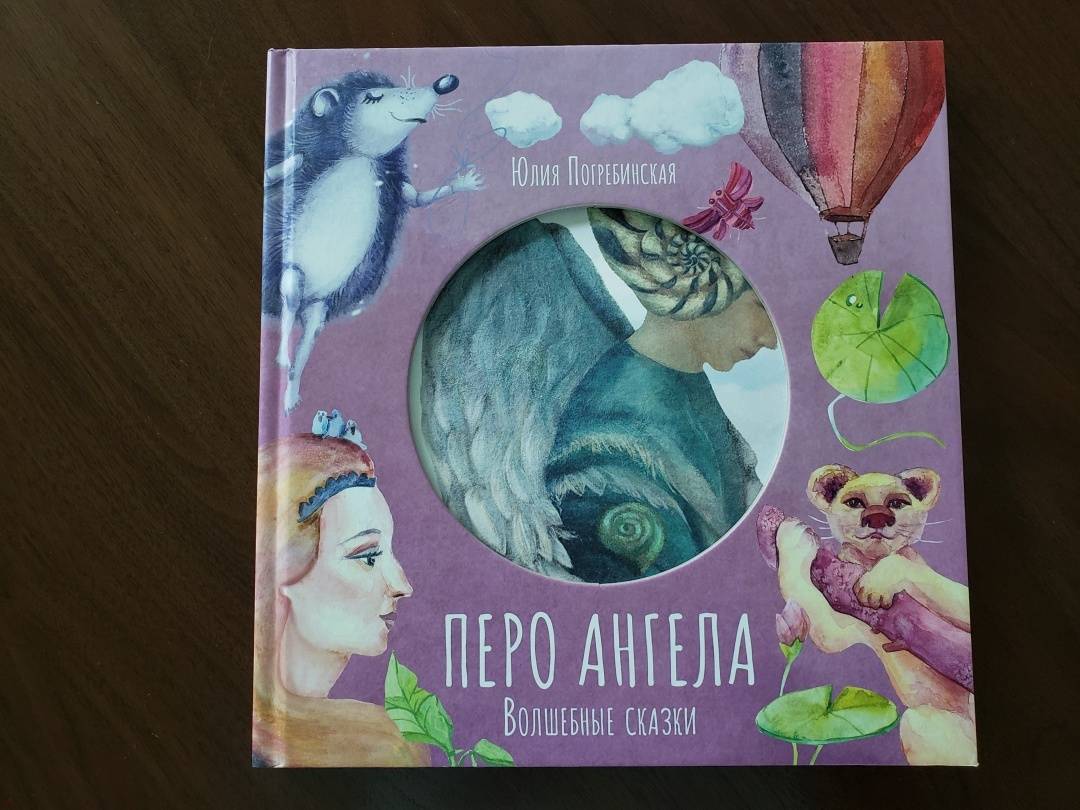 Юлия Погребинская
ПЕРО АНГЕЛА
Волшебные сказки